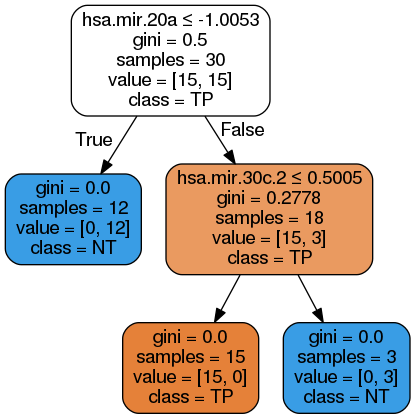 hsa.mir.20a ≤ -1.0053
gini = 0.5
samples = 30
value = [15, 15]
class = TP
True
False
gini = 0.0
samples = 12
value = [0, 12]
class = NT
hsa.mir.30c.2 ≤ 0.5005
gini = 0.2778
samples = 18
value = [15, 3]
class = TP
gini = 0.0
samples = 15
value = [15, 0]
class = TP
gini = 0.0
samples = 3
value = [0, 3]
class = NT